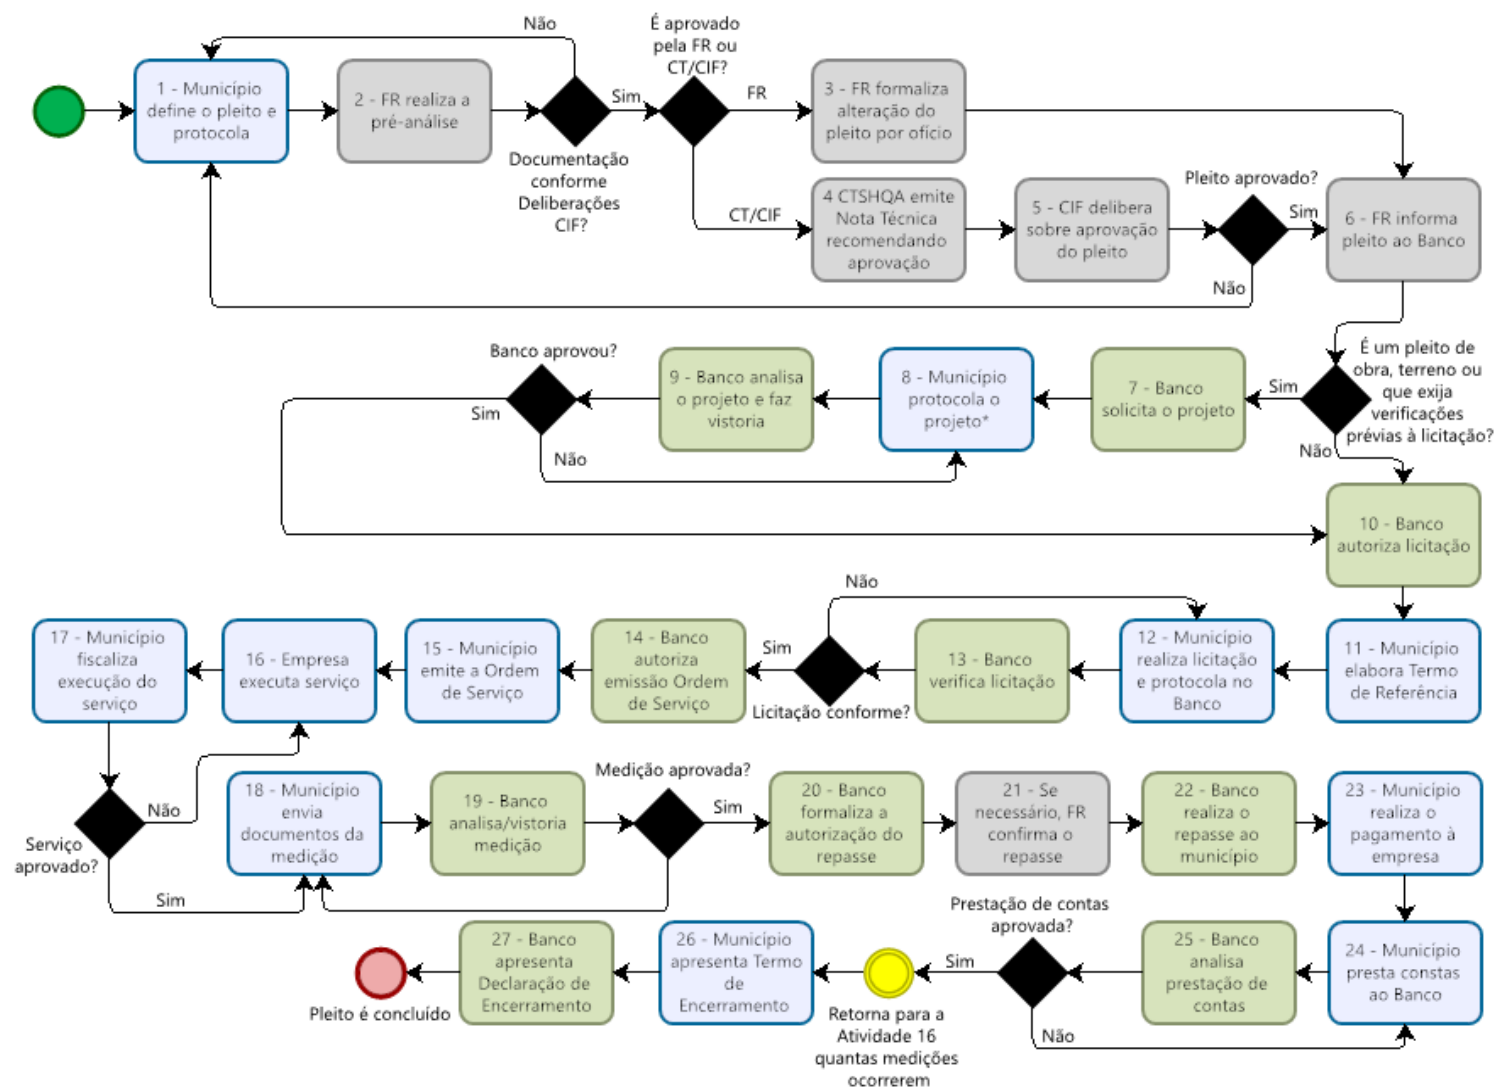 Não
É aprovado
pela FR ou
CT/CIF?
1 - Município
define o pleito e
protocola
2 - FR realiza a
pré-análise
Sim
FR
3 - FR formaliza
alteração do
pleito por ofício
Documentação
conforme
Deliberações
CIF?
CT/CIF
4 CTSHQA emite
Nota Técnica
recomendando
aprovação
5 - CIF delibera
sobre aprovação
do pleito
Pleito aprovado?
Sim
Não
6 - FR informa
pleito ao Banco
É um pleito de
obra, terreno ou
que exija
verificações
prévias à licitação?
Sim
Não
7 - Banco
solicita o projeto
8 - Município
protocola o
projeto*
9 - Banco analisa
o projeto e faz
vistoria
Banco aprovou?
Sim
Não
10 - Banco
autoriza licitação
11 - Município
elabora Termo
de Referência
12 - Município
realiza licitação
e protocola no
Banco
13 - Banco
verifica licitação
Não
Sim
Licitação conforme?
14 - Banco
autoriza
emissão Ordem
de Serviço
15 - Município
emite a Ordem
de Serviço
16 - Empresa
executa serviço
17 - Município
fiscaliza
execução do
serviço
Não
Serviço
aprovado?
Sim
18 - Município
envia
documentos da
medição
19 - Banco
analisa/vistoria
medição
Medição aprovada?
Sim
20 - Banco
formaliza a
autorização do
repasse
21 - Se
necessário, FR
confirma o
repasse
22 - Banco
realiza o
repasse ao
município
23 - Município
realiza o
pagamento à
empresa
24 - Município
presta constas
ao Banco
25 - Banco
analisa
prestação de
contas
Prestação de contas
aprovada?
Sim
Não
Retorna para a
Atividade 16
quantas medições
ocorrerem
26 - Município
apresenta Termo
de
Encerramento
27 - Banco
apresenta
Declaração de
Encerramento
Pleito é concluído